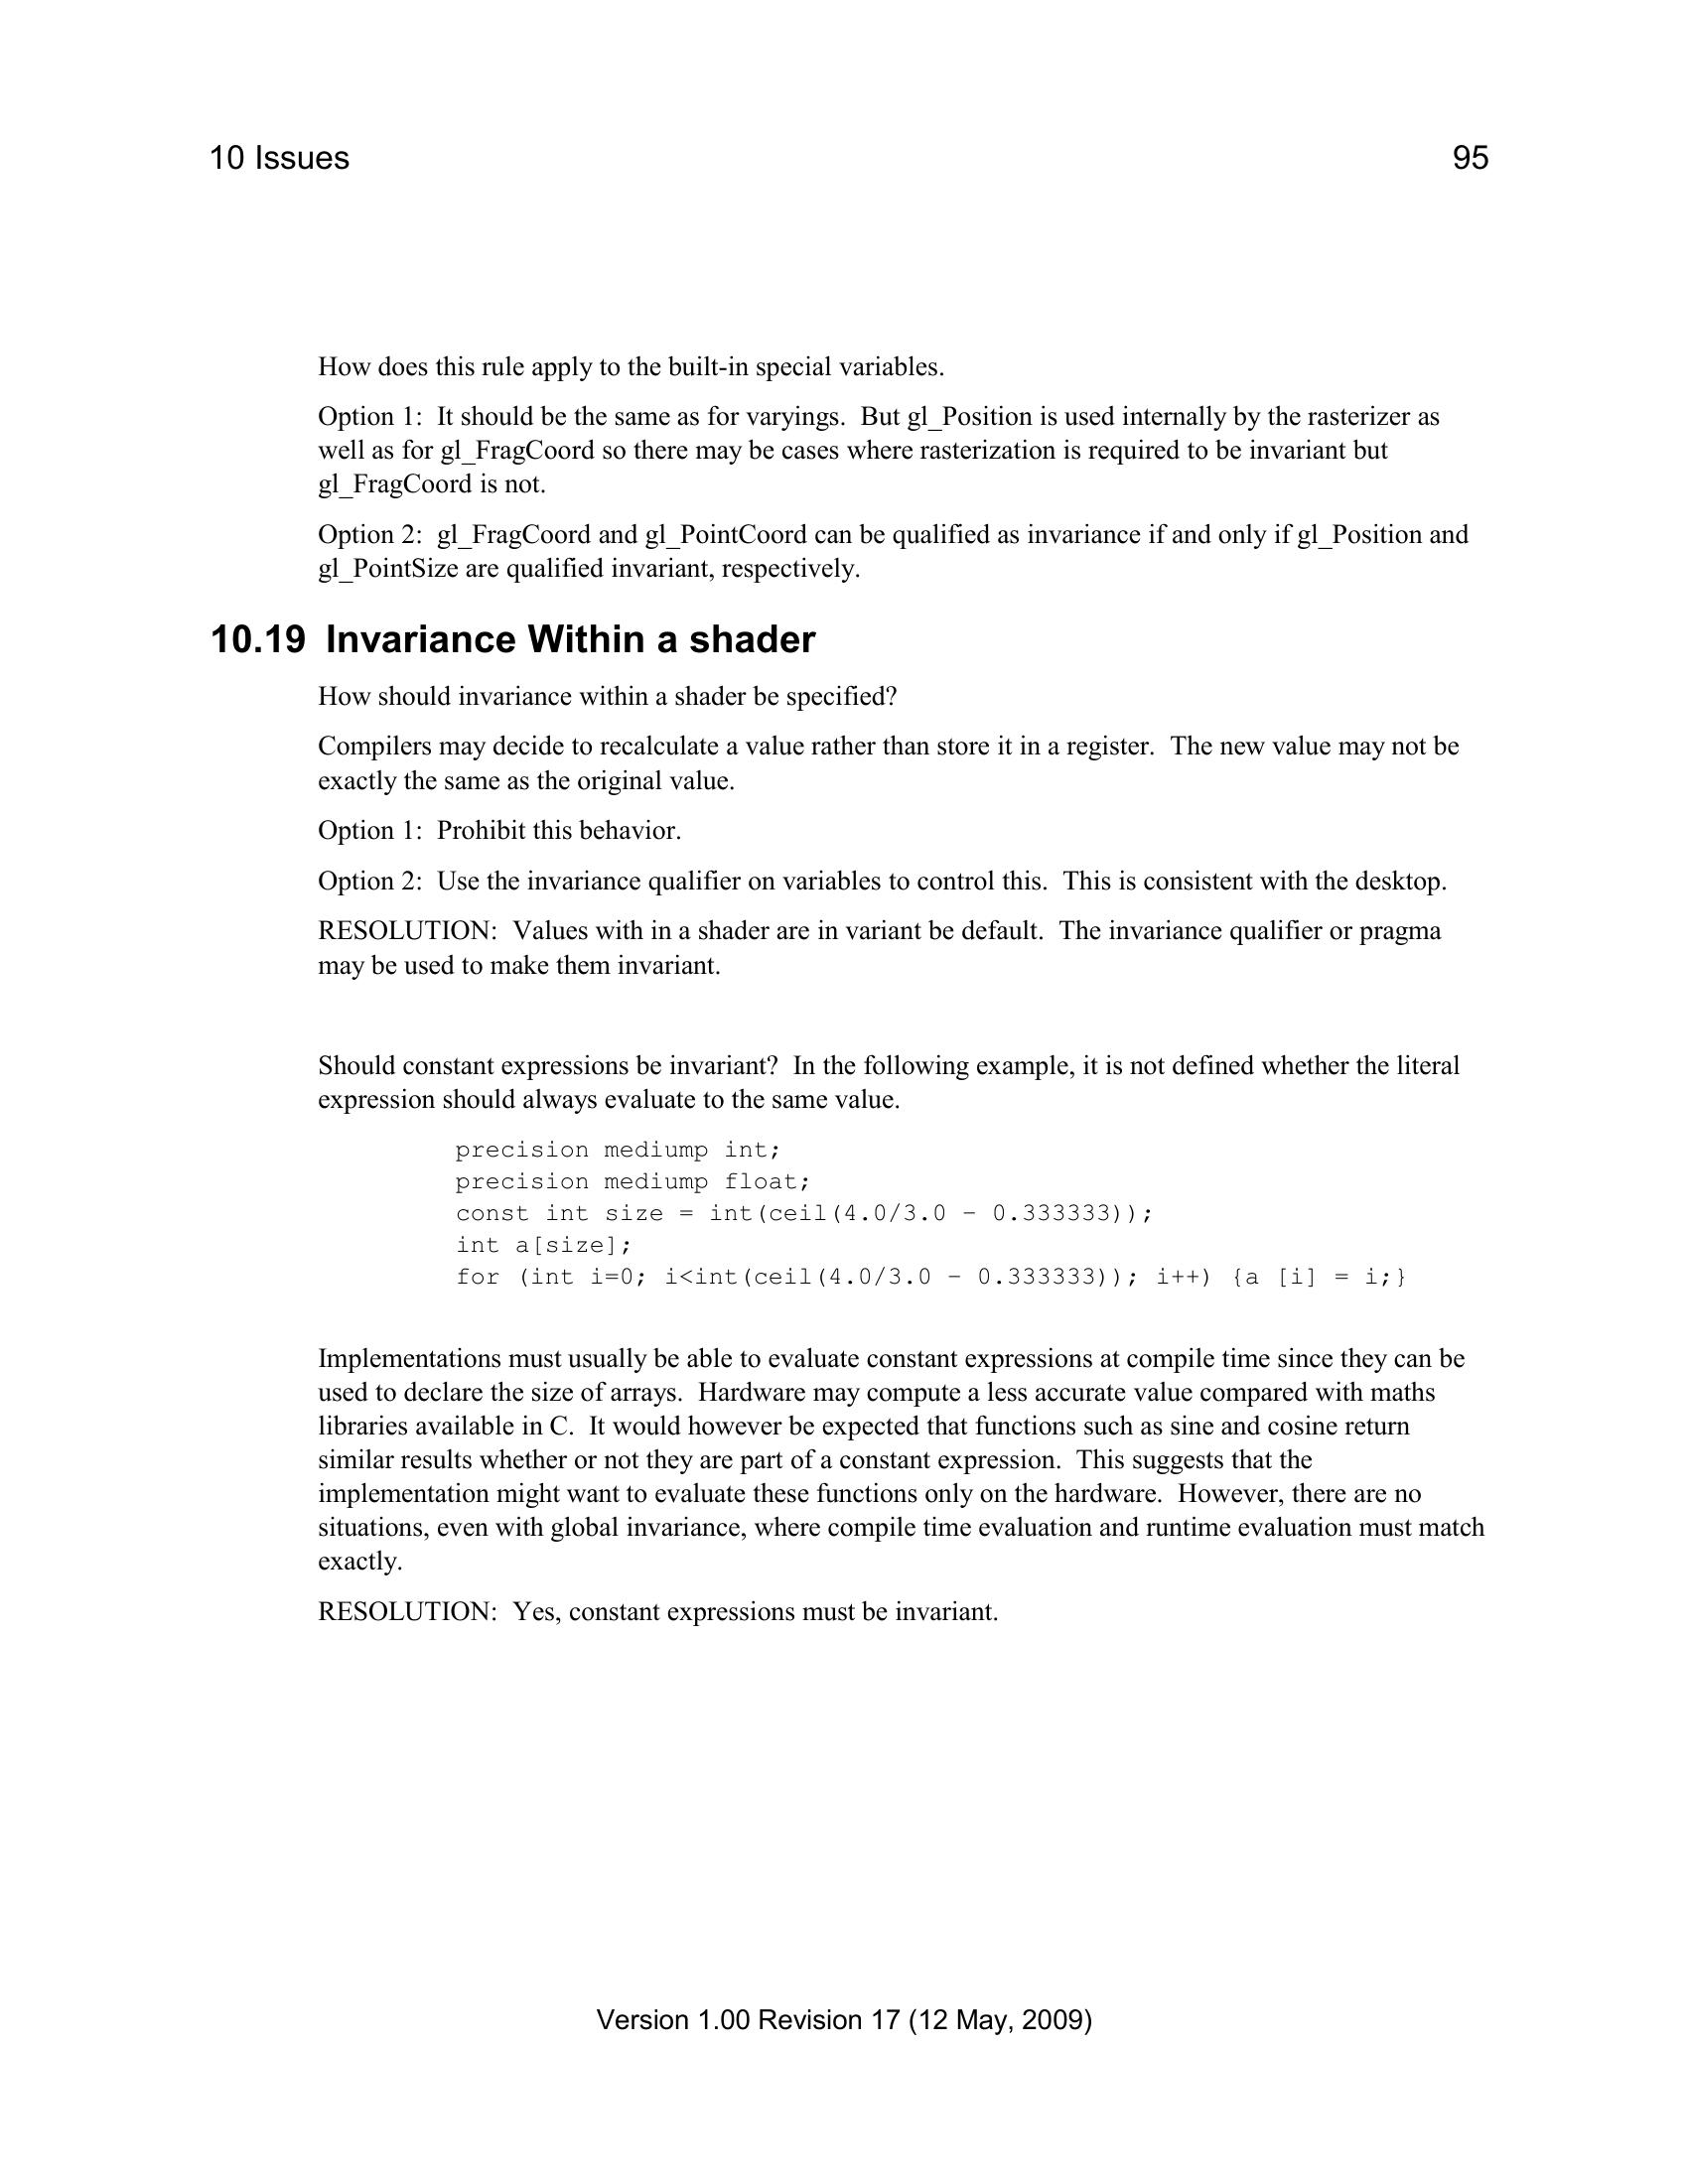 10 Issues 95
How does this rule apply to the built-in special variables.
Option 1:  It should be the same as for varyings.  But gl_Position is used internally by the rasterizer as
well as for gl_FragCoord so there may be cases where rasterization is required to be invariant but
gl_FragCoord is not.
Option 2:  gl_FragCoord and gl_PointCoord can be qualified as invariance if and only if gl_Position and
gl_PointSize are qualified invariant, respectively.
10.19  Invariance Within a shader
How should invariance within a shader be specified?
Compilers may decide to recalculate a value rather than store it in a register.  The new value may not be
exactly the same as the original value.
Option 1:  Prohibit this behavior.
Option 2:  Use the invariance qualifier on variables to control this.  This is consistent with the desktop.
RESOLUTION:  Values with in a shader are in variant be default.  The invariance qualifier or pragma
may be used to make them invariant.
Should constant expressions be invariant?  In the following example, it is not defined whether the literal
expression should always evaluate to the same value.
precision mediump int;
precision mediump float;
const int size = int(ceil(4.0/3.0 – 0.333333));
int a[size];
for (int i=0; i<int(ceil(4.0/3.0 – 0.333333)); i++) {a [i] = i;}
Implementations must usually be able to evaluate constant expressions at compile time since they can be
used to declare the size of arrays.  Hardware may compute a less accurate value compared with maths
libraries available in C.  It would however be expected that functions such as sine and cosine return
similar results whether or not they are part of a constant expression.  This suggests that the
implementation might want to evaluate these functions only on the hardware.  However, there are no
situations, even with global invariance, where compile time evaluation and runtime evaluation must match
exactly.
RESOLUTION:  Yes, constant expressions must be invariant.
Version 1.00 Revision 17 (12 May, 2009)